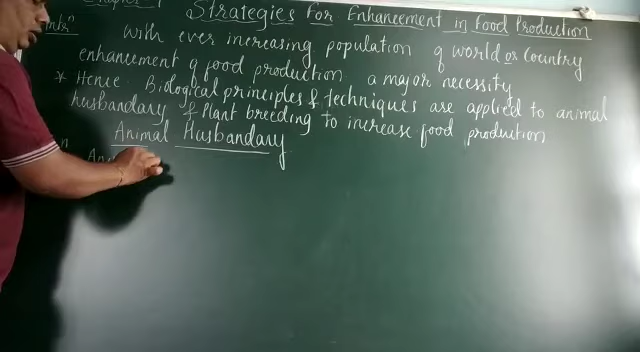 Strategies For Enhancement in Food Production
Intrⁿ With ever increasing population of world or Country
enhancement of food production a major necessity
* Hence Biological principles & techniques are applied to animal
husbandary & Plant breeding to increase food production
Animal Husbandary